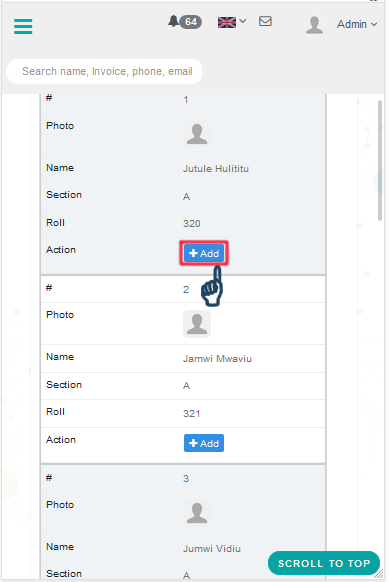 64
Admin
Search name, Invoice, phone, email
# 1
Photo
Name Jutule Hulititu
Section A
Roll 320
Action + Add
# 2
Photo
Name Jamwi Mwaviu
Section A
Roll 321
Action + Add
# 3
Photo
Name Jumwi Vidiu
SCROLL TO TOP
Section A